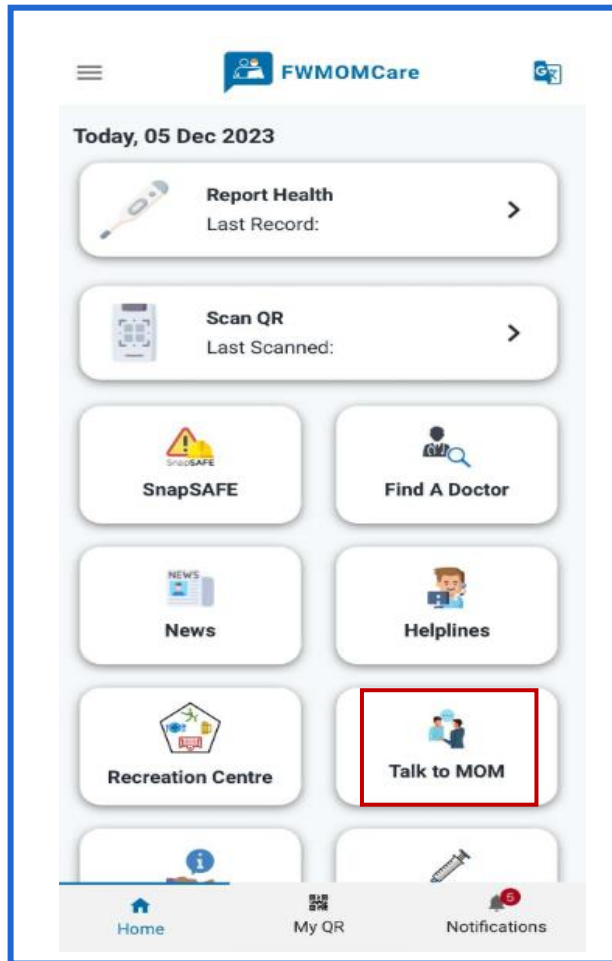 FWMOMCare
Today, 05 Dec 2023
Report Health
Last Record:
Scan QR
Last Scanned:
SnapSAFE
SnapSAFE
Find A Doctor
NEWS
News
Helplines
Recreation Centre
Talk to MOM
5
Home
My QR
Notifications